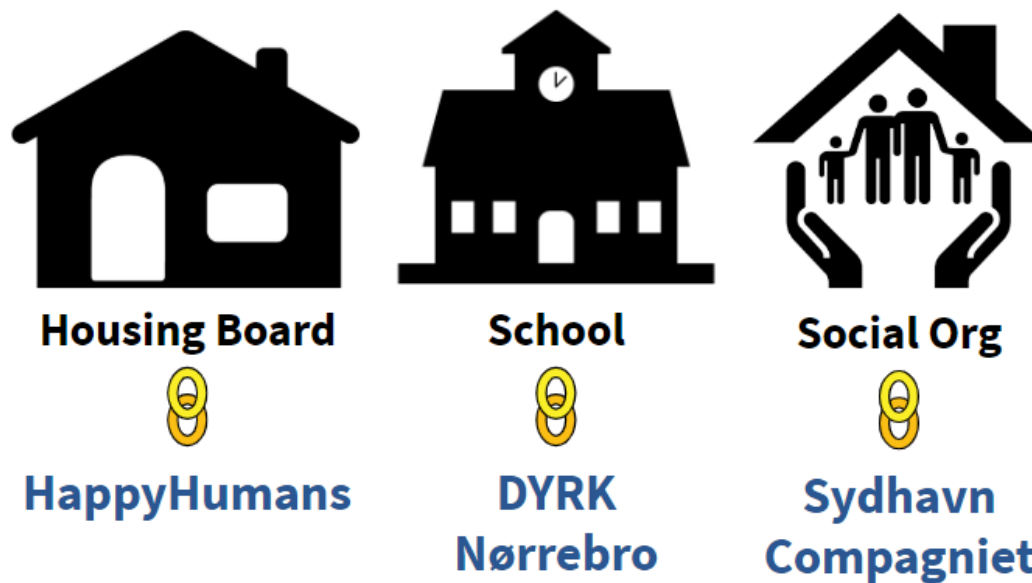 Housing Board
School
Social Org
HappyHumans
DYRK
Nørrebro
Sydhavn
Compagniet